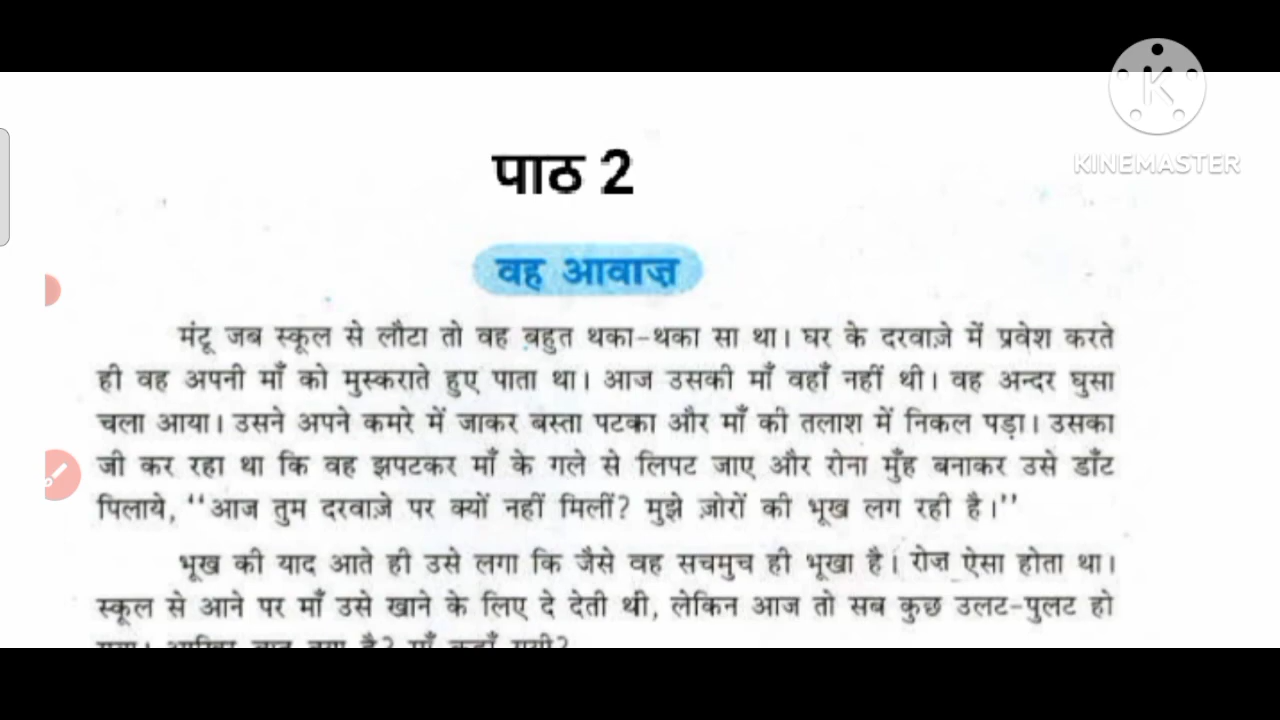 KINEMASTER
पाठ 2
वह आवाज़
मंटू जब स्कूल से लौटा तो वह बहुत थका-थका सा था। घर के दरवाज़े में प्रवेश करते
ही वह अपनी माँ को मुस्कराते हुए पाता था। आज उसकी माँ वहाँ नहीं थी। वह अन्दर घुसा
चला आया। उसने अपने कमरे में जाकर बस्ता पटका और माँ की तलाश में निकल पड़ा। उसका
जी कर रहा था कि वह झपटकर माँ के गले से लिपट जाए और रोना मुँह बनाकर उसे डाँट
पिलाये, ‘‘आज तुम दरवाज़े पर क्यों नहीं मिलीं? मुझे ज़ोरों की भूख लग रही है।’’
भूख की याद आते ही उसे लगा कि जैसे वह सचमुच ही भूखा है। रोज़ ऐसा होता था।
स्कूल से आने पर माँ उसे खाने के लिए दे देती थी, लेकिन आज तो सब कुछ उलट-पुलट हो